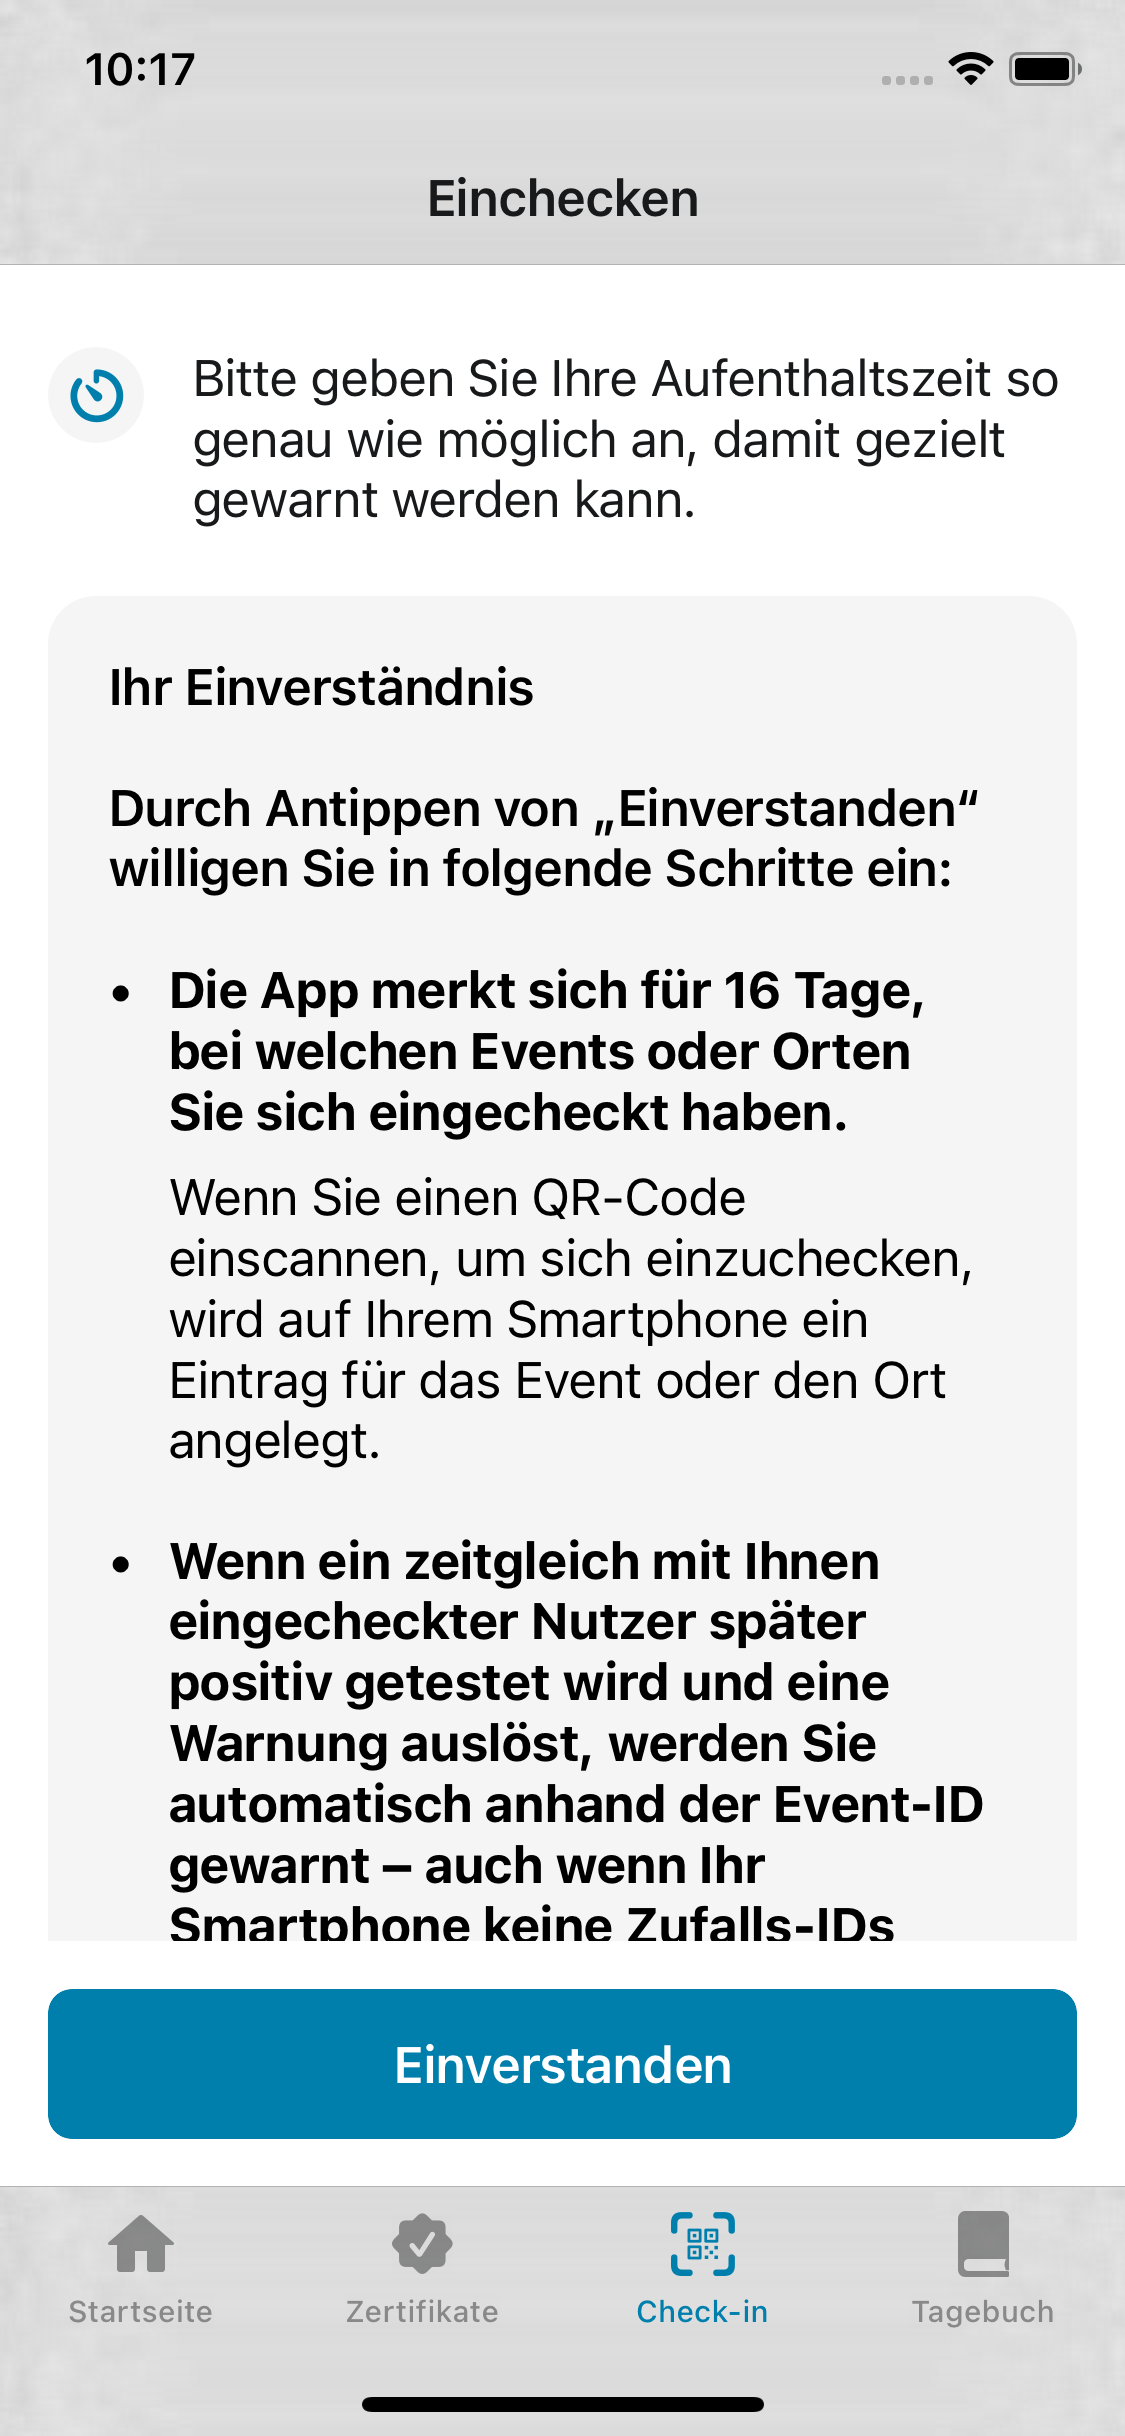 10:17
Einchecken
Bitte geben Sie Ihre Aufenthaltszeit so
genau wie möglich an, damit gezielt
gewarnt werden kann.
Ihr Einverständnis
Durch Antippen von „Einverstanden“
willigen Sie in folgende Schritte ein:
• Die App merkt sich für 16 Tage,
bei welchen Events oder Orten
Sie sich eingecheckt haben.
Wenn Sie einen QR-Code
einscannen, um sich einzuchecken,
wird auf Ihrem Smartphone ein
Eintrag für das Event oder den Ort
angelegt.
• Wenn ein zeitgleich mit Ihnen
eingecheckter Nutzer später
positiv getestet wird und eine
Warnung auslöst, werden Sie
automatisch anhand der Event-ID
gewarnt – auch wenn Ihr
Smartphone keine Zufalls-IDs
Einverstanden
Startseite
Zertifikate
Check-in
Tagebuch